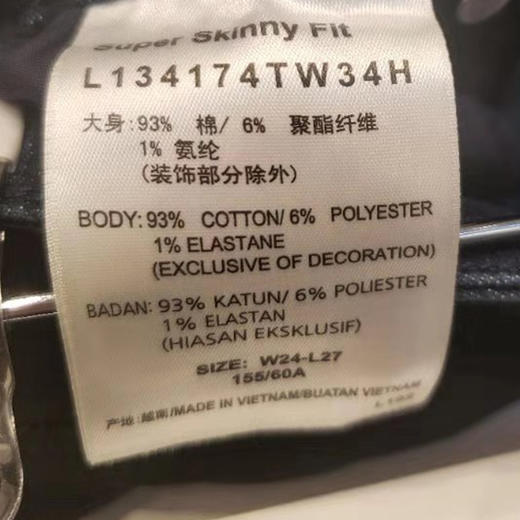 Super Skinny Fit
L134174TW34H
大身:93% 棉/ 6% 聚酯纤维
1% 氨纶
(装饰部分除外)
BODY: 93% COTTON/ 6% POLYESTER
1% ELASTANE
(EXCLUSIVE OF DECORATION)
BADAN: 93% KATUN/ 6% POLIESTER
1% ELASTAN
(HIASAN EKSKLUSIF)
SIZE: W24-L27
155/60A
产地:越南/MADE IN VIETNAM/BUATAN VIETNAM